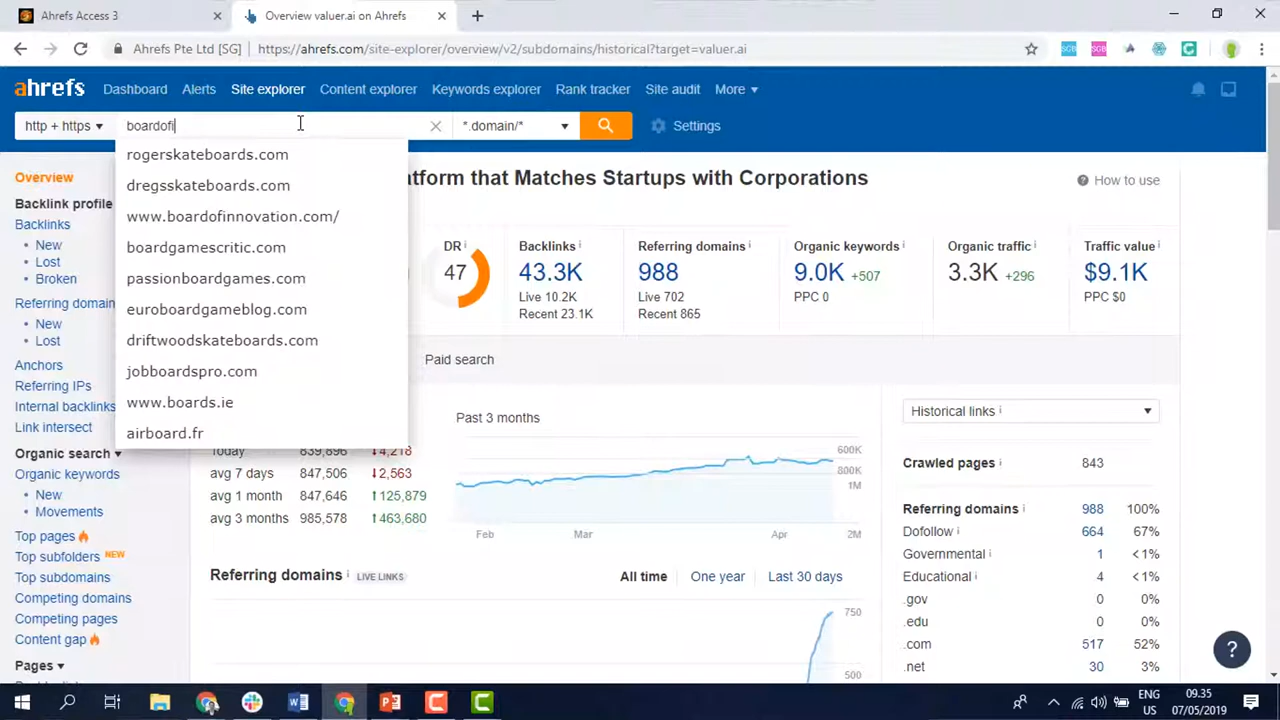 Ahrefs Access 3
Overview valuer.ai on Ahrefs
Ahrefs Pte Ltd [SG]
https://ahrefs.com/site-explorer/overview/v2/subdomains/historical?target=valuer.ai
ahrefs
Dashboard
Alerts
Site explorer
Content explorer
Keywords explorer
Rank tracker
Site audit
More
http + https
boardofi
*.domain/*
Settings
rogerskateboards.com
dregsskateboards.com
www.boardofinnovation.com/
boardgamescritic.com
passionboardgames.com
euroboardgameblog.com
driftwoodskateboards.com
jobboardspro.com
www.boards.ie
airboard.fr
Overview
Backlink profile
Backlinks
New
Lost
Broken
Referring domain
New
Lost
Anchors
Referring IPs
Internal backlinks
Link intersect
Organic search
Organic keywords
New
Movements
Top pages
Top subfolders NEW
Top subdomains
Competing domains
Competing pages
Content gap
Pages
atform that Matches Startups with Corporations
How to use
DR
47
Backlinks
43.3K
Live 10.2K
Recent 23.1K
Referring domains
988
Live 702
Recent 865
Organic keywords
9.0K +507
PPC 0
Organic traffic
3.3K +296
Traffic value
$9.1K
PPC $0
Paid search
Today 839,896 ↓4,218
avg 7 days 847,506 ↓2,563
avg 1 month 847,646 ↑125,879
avg 3 months 985,578 ↑463,680
Past 3 months
600K
800K
1M
2M
Feb Mar Apr
Referring domains LIVE LINKS
All time One year Last 30 days
750
500
Historical links
Crawled pages 843
Referring domains 988 100%
Dofollow 664 67%
Governmental 1 <1%
Educational 4 <1%
.gov 0 0%
.edu 0 0%
.com 517 52%
.net 30 3%
?
ENG
US
09.35
07/05/2019